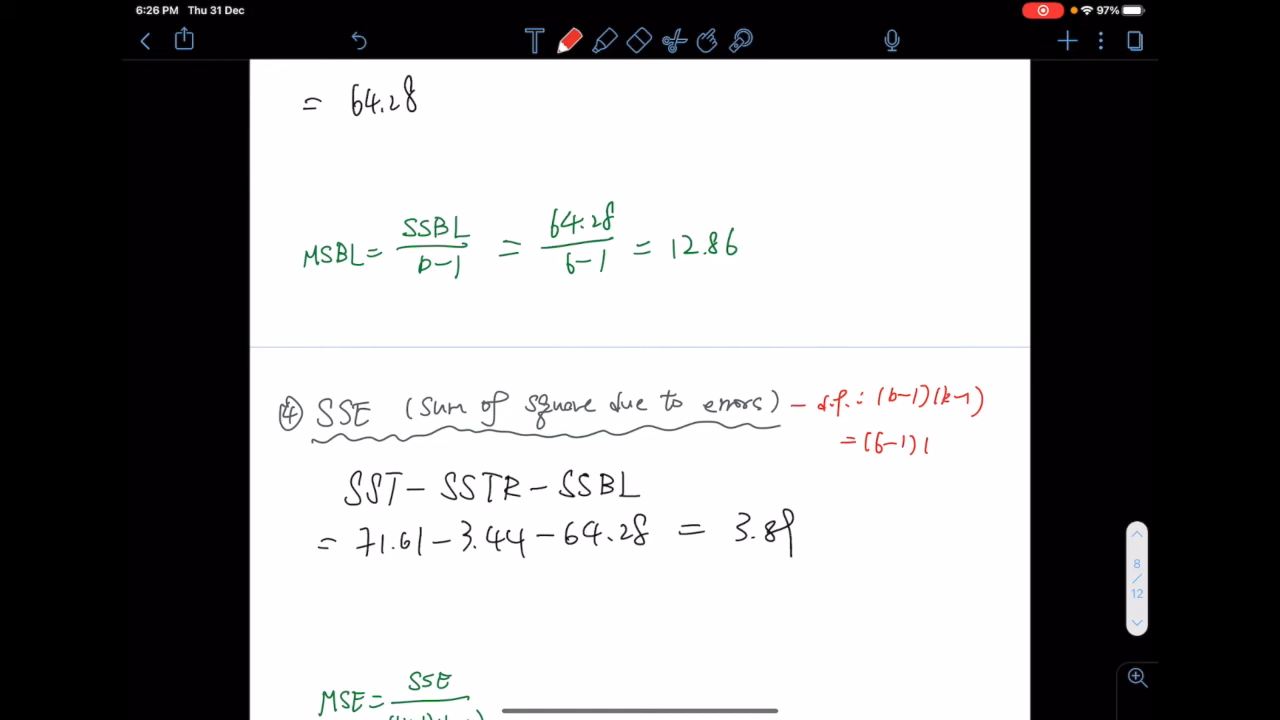 6:26 PM Thu 31 Dec
97%
T
= 64.28
MSBL = SSBL / b-1 = 64.28 / 6-1 = 12.86
④ SSE (Sum of square due to errors) - d.f. : (b-1)(k-1)
= (6-1)(
SST - SSTR - SSBL
= 71.61 - 3.44 - 64.28 = 3.89
8 / 12
MSE = SSE